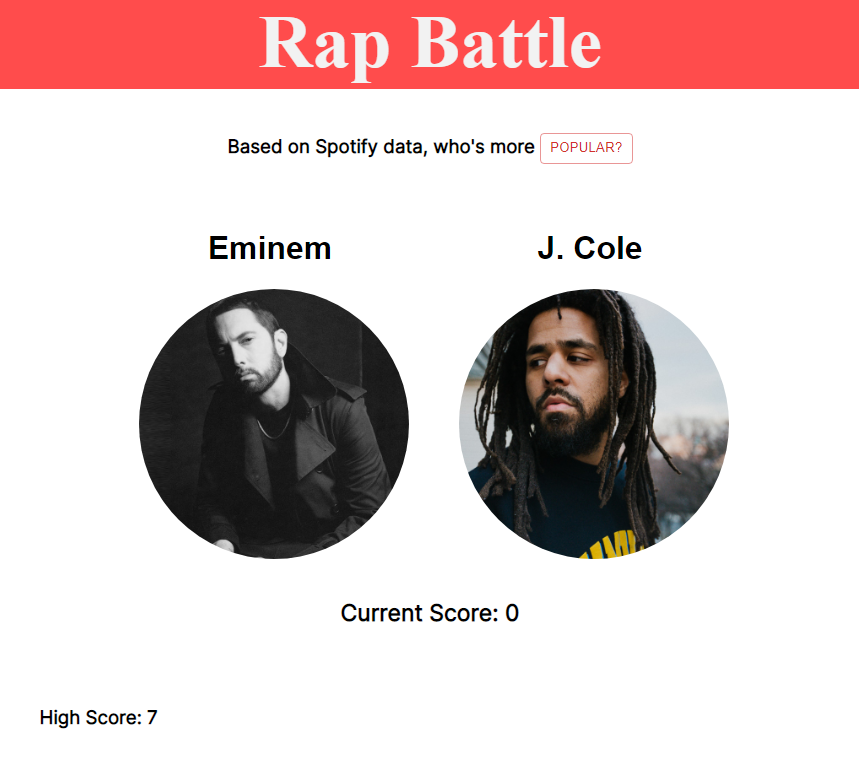 Rap Battle
Based on Spotify data, who's more POPULAR?
Eminem J. Cole
Current Score: 0
High Score: 7